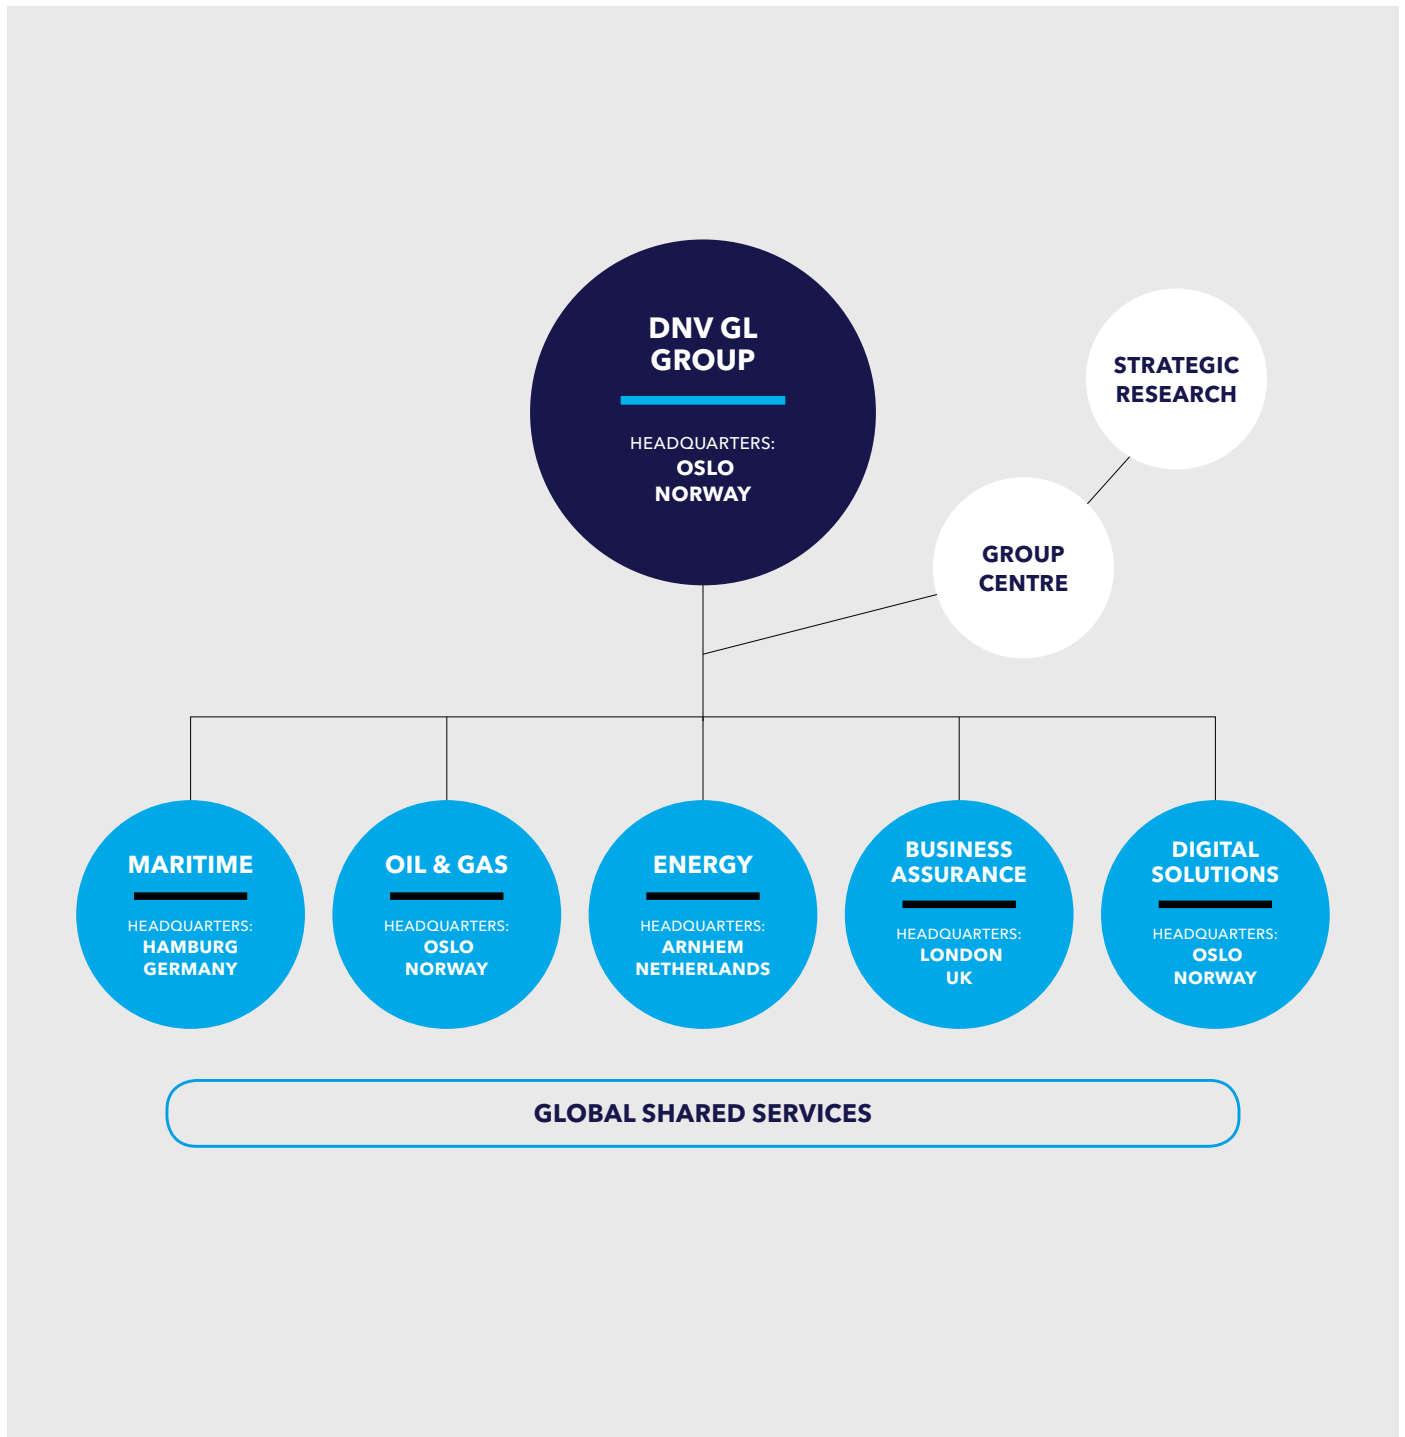 DNV GL
GROUP
HEADQUARTERS:
OSLO
NORWAY
STRATEGIC
RESEARCH
GROUP
CENTRE
MARITIME
HEADQUARTERS:
HAMBURG
GERMANY
OIL & GAS
HEADQUARTERS:
OSLO
NORWAY
ENERGY
HEADQUARTERS:
ARNHEM
NETHERLANDS
BUSINESS
ASSURANCE
HEADQUARTERS:
LONDON
UK
DIGITAL
SOLUTIONS
HEADQUARTERS:
OSLO
NORWAY
GLOBAL SHARED SERVICES